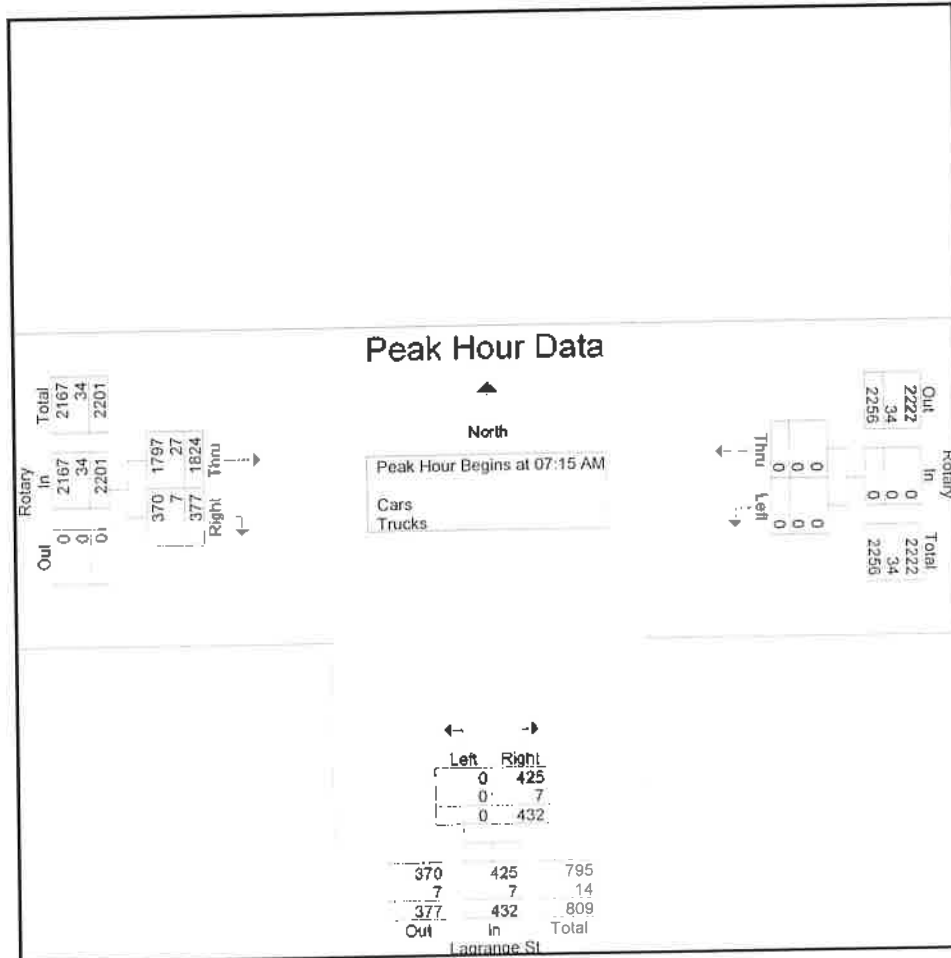 Peak Hour Data
North
Peak Hour Begins at 07:15 AM
Cars
Trucks
Rotary
Out In Total
0 2167 2167
0 34 34
0 2201 2201
370 1797
7 27
377 1824
Right Thru
Rotary
Out In Total
2222 0 2222
34 0 34
2256 0 2256
Thru Left
0 0
0 0
0 0
Left Right
0 425
0 7
0 432
370 425 795
7 7 14
377 432 809
Out In Total
Lagrange St